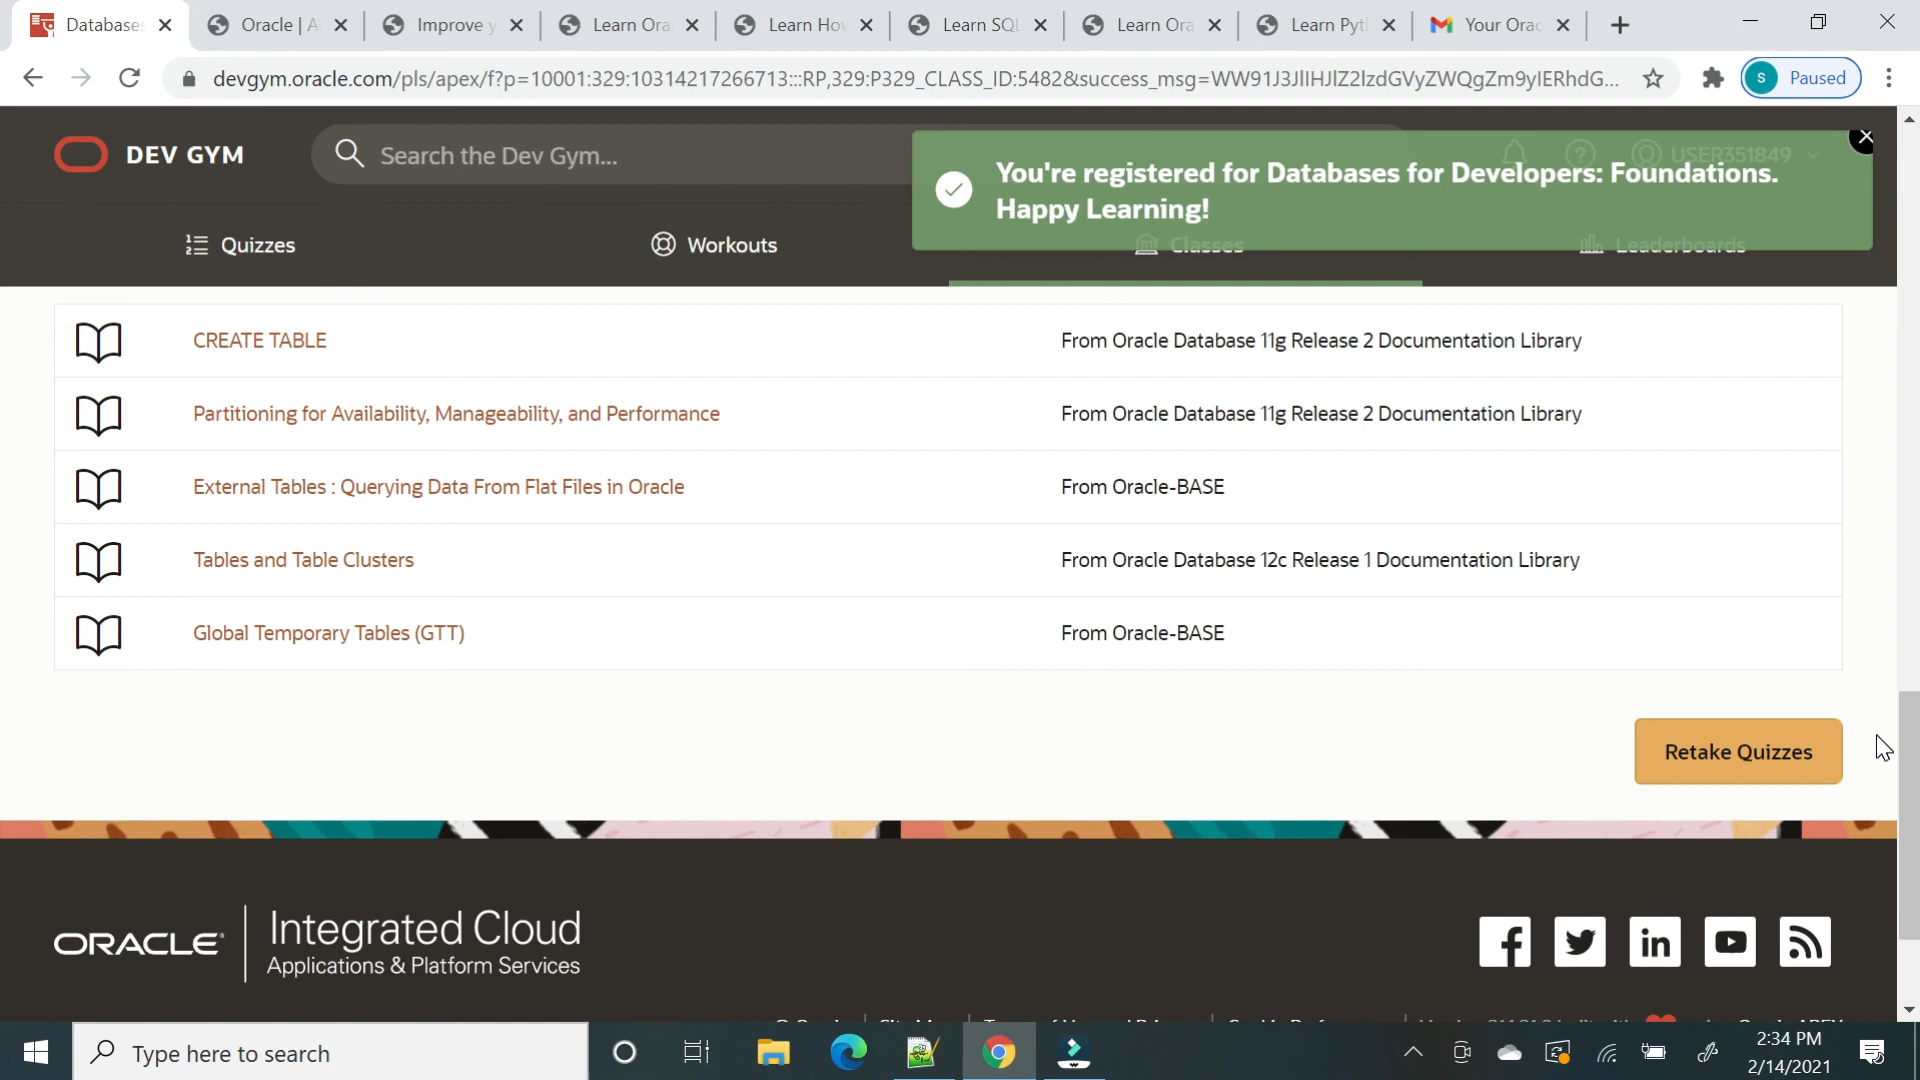 Databases
Oracle | A
Improve y
Learn Ora
Learn Ho
Learn SQL
Learn Ora
Learn Pyt
Your Orac
devgym.oracle.com/pls/apex/f?p=10001:329:10314217266713:::RP,329:P329_CLASS_ID:5482&success_msg=WW91J3JlIHJlZ2lzdGVyZWQgZm9yIERhdG...
S Paused
DEV GYM
Search the Dev Gym...
USER351849
You're registered for Databases for Developers: Foundations.
Happy Learning!
Quizzes
Workouts
Classes
Leaderboards
CREATE TABLE From Oracle Database 11g Release 2 Documentation Library
Partitioning for Availability, Manageability, and Performance From Oracle Database 11g Release 2 Documentation Library
External Tables : Querying Data From Flat Files in Oracle From Oracle-BASE
Tables and Table Clusters From Oracle Database 12c Release 1 Documentation Library
Global Temporary Tables (GTT) From Oracle-BASE
Retake Quizzes
ORACLE
Integrated Cloud
Applications & Platform Services
Type here to search
2:34 PM
2/14/2021